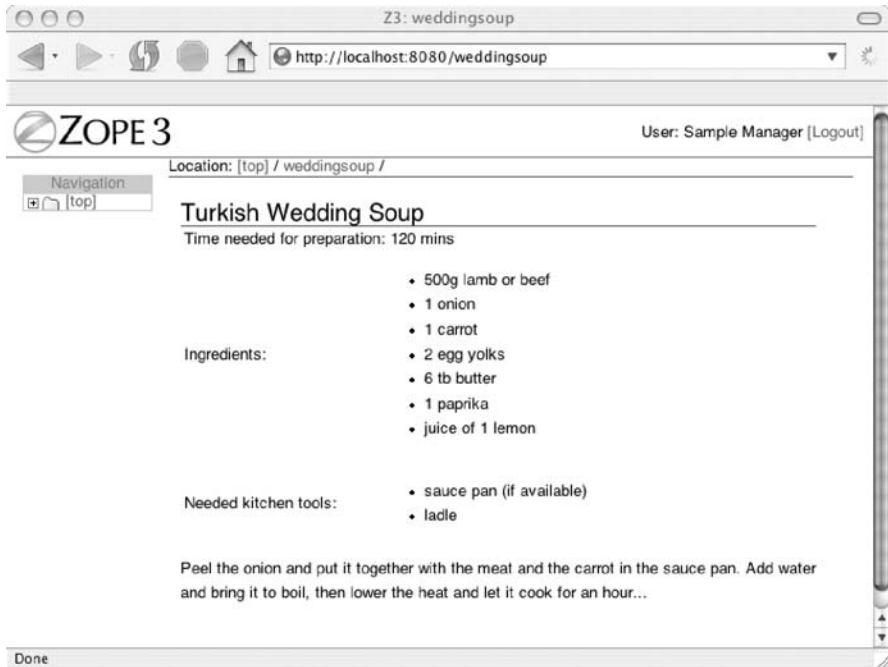 Z3: weddingsoup
http://localhost:8080/weddingsoup
ZOPE 3
User: Sample Manager [Logout]
Location: [top] / weddingsoup /
Navigation
[top]
Turkish Wedding Soup
Time needed for preparation: 120 mins
Ingredients:
• 500g lamb or beef
• 1 onion
• 1 carrot
• 2 egg yolks
• 6 tb butter
• 1 paprika
• juice of 1 lemon
Needed kitchen tools:
• sauce pan (if available)
• ladle
Peel the onion and put it together with the meat and the carrot in the sauce pan. Add water
and bring it to boil, then lower the heat and let it cook for an hour...
Done